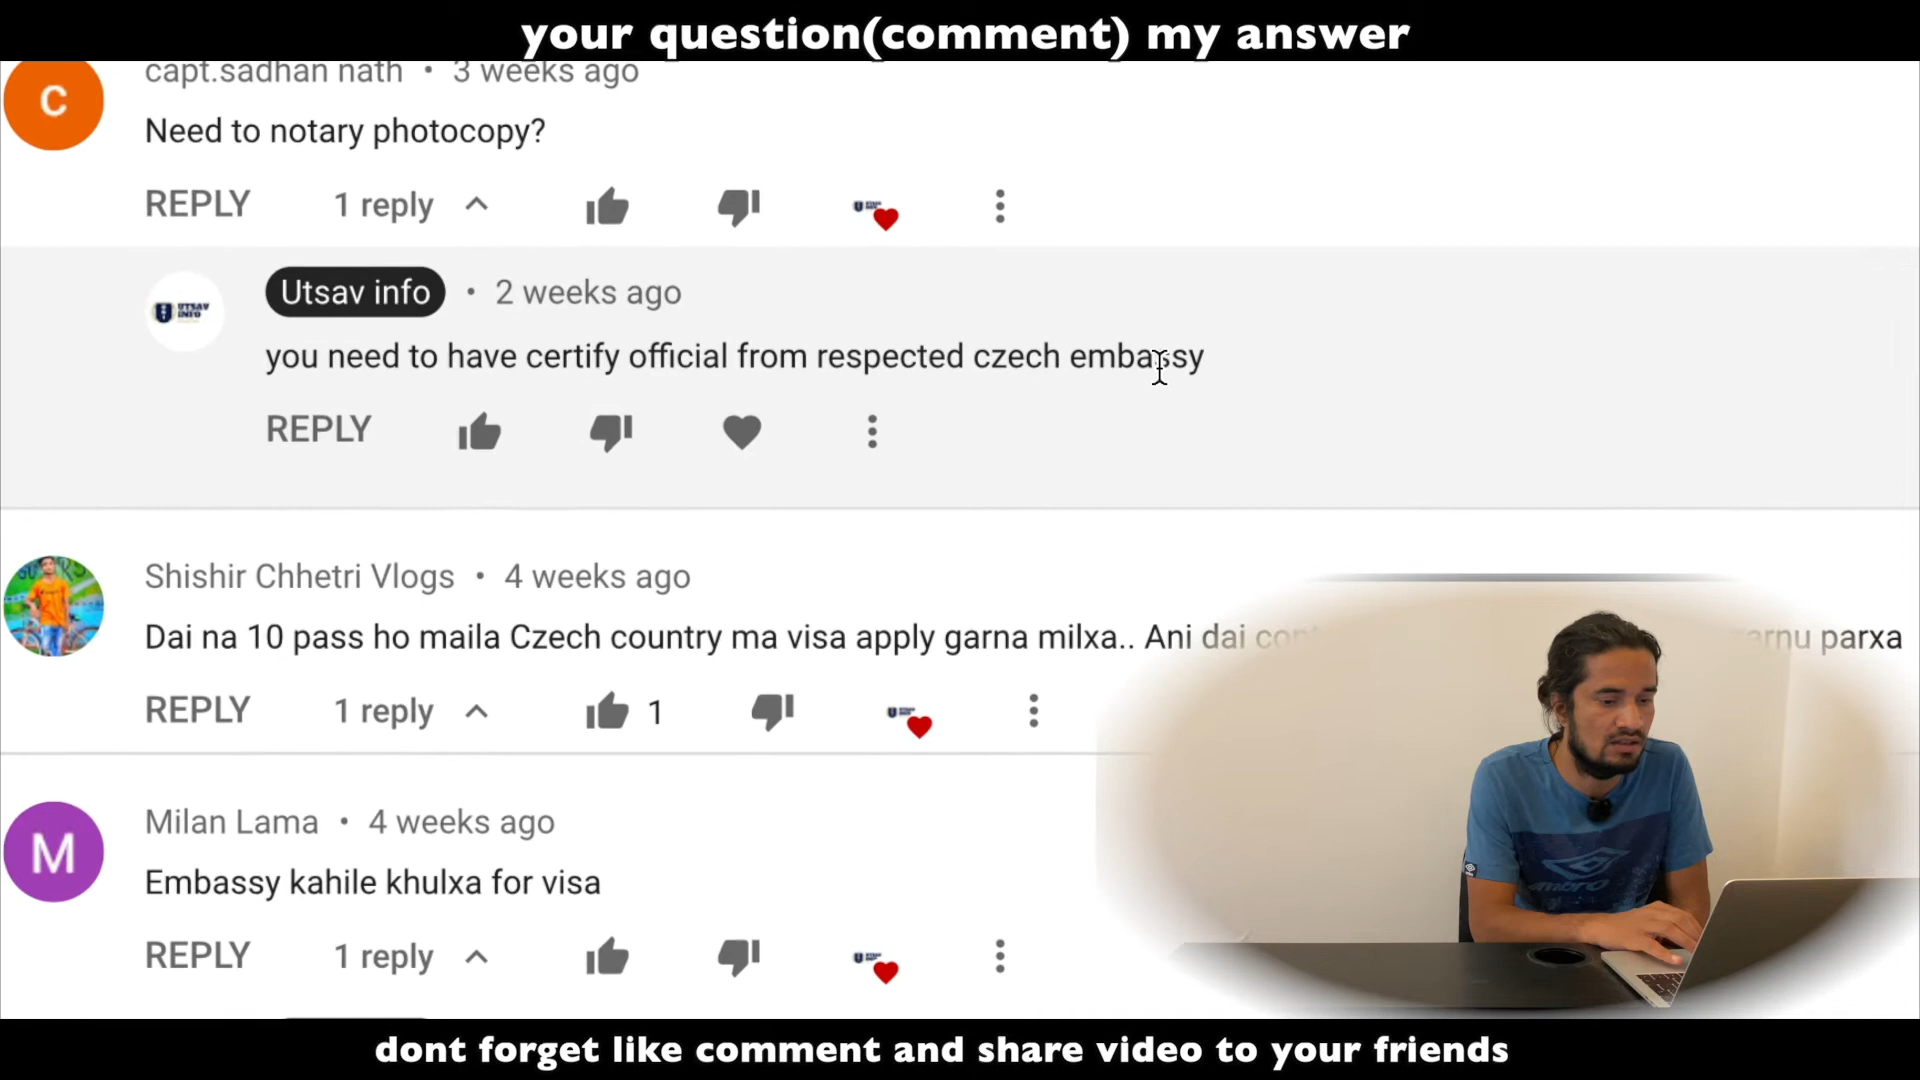 your question(comment) my answer
capt.sadhan nath • 3 weeks ago
C
Need to notary photocopy?
REPLY 1 reply
Utsav info • 2 weeks ago
UTSAV
INFO
you need to have certify official from respected czech embassy
REPLY
Shishir Chhetri Vlogs • 4 weeks ago
Dai na 10 pass ho maila Czech country ma visa apply garna milxa.. Ani dai parxa
REPLY 1 reply 1
Milan Lama • 4 weeks ago
M
Embassy kahile khulxa for visa
REPLY 1 reply
umbro
dont forget like comment and share video to your friends